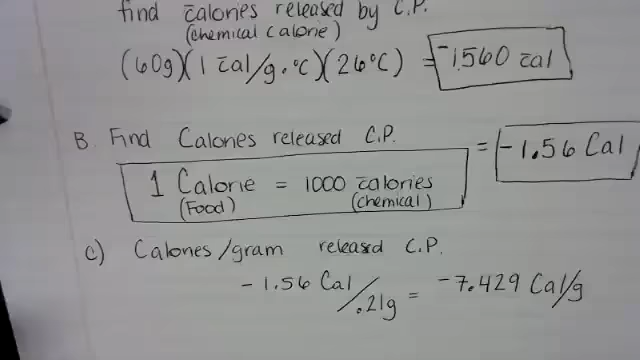 find calories released by C.P.
(chemical calorie)
(60g)(1 cal/g·°C)(26°C) = -1560 cal
B. Find Calories released C.P. = -1.56 Cal
1 Calorie = 1000 calories
(Food) (chemical)
c) Calories/gram released C.P.
-1.56 Cal/.21g = -7.429 Cal/g